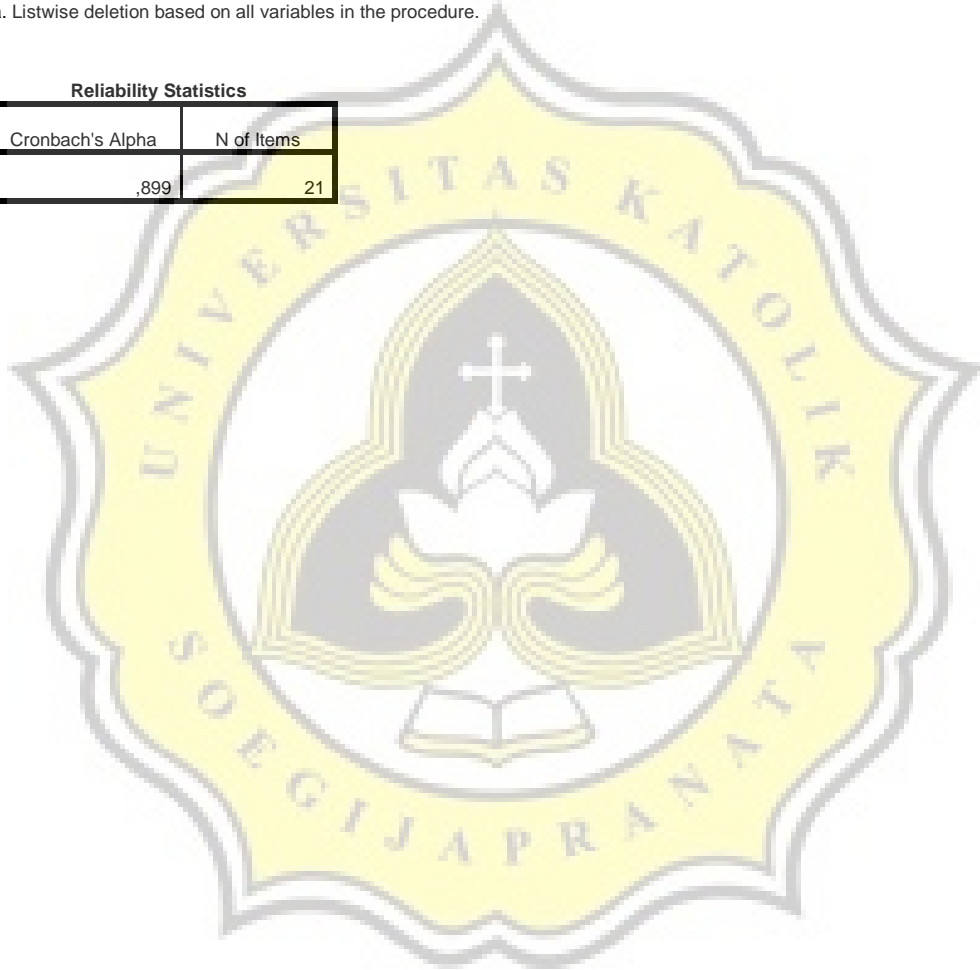 a. Listwise deletion based on all variables in the procedure.
Reliability Statistics
Cronbach's Alpha N of Items
,899 21
UNIVERSITAS KATOLIK
SOEGIJAPRANATA